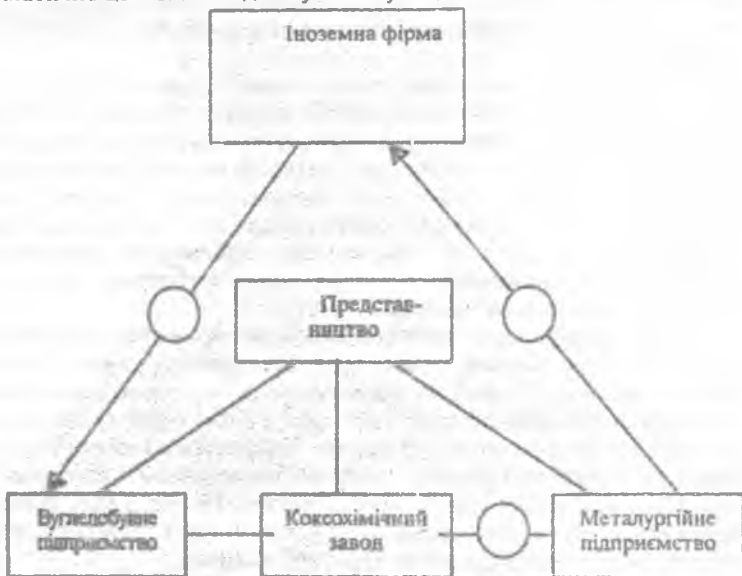 Іноземна фірма
Представ-
ництво
Вугледобувне
підприємство
Коксохімічний
завод
Металургійне
підприємство